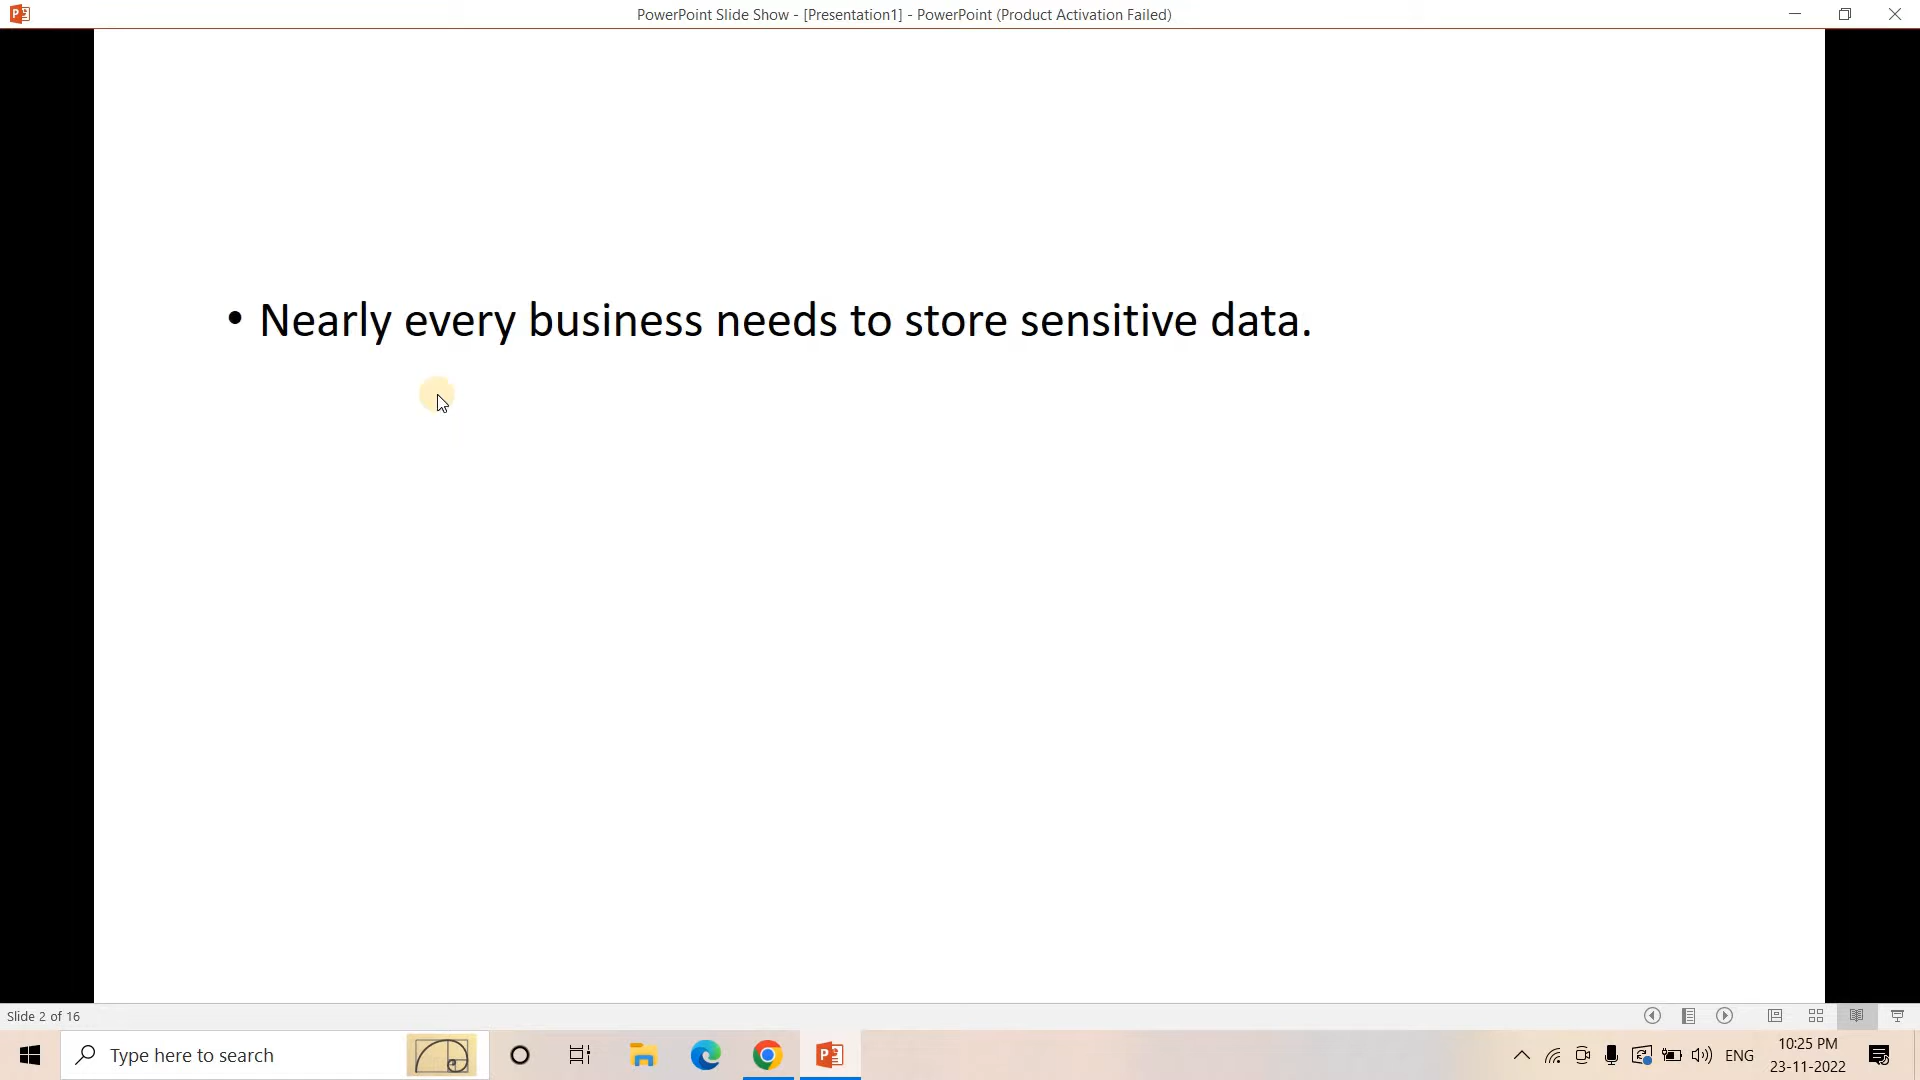 PowerPoint Slide Show - [Presentation1] - PowerPoint (Product Activation Failed)
• Nearly every business needs to store sensitive data.
Slide 2 of 16
Type here to search
ENG
10:25 PM
23-11-2022